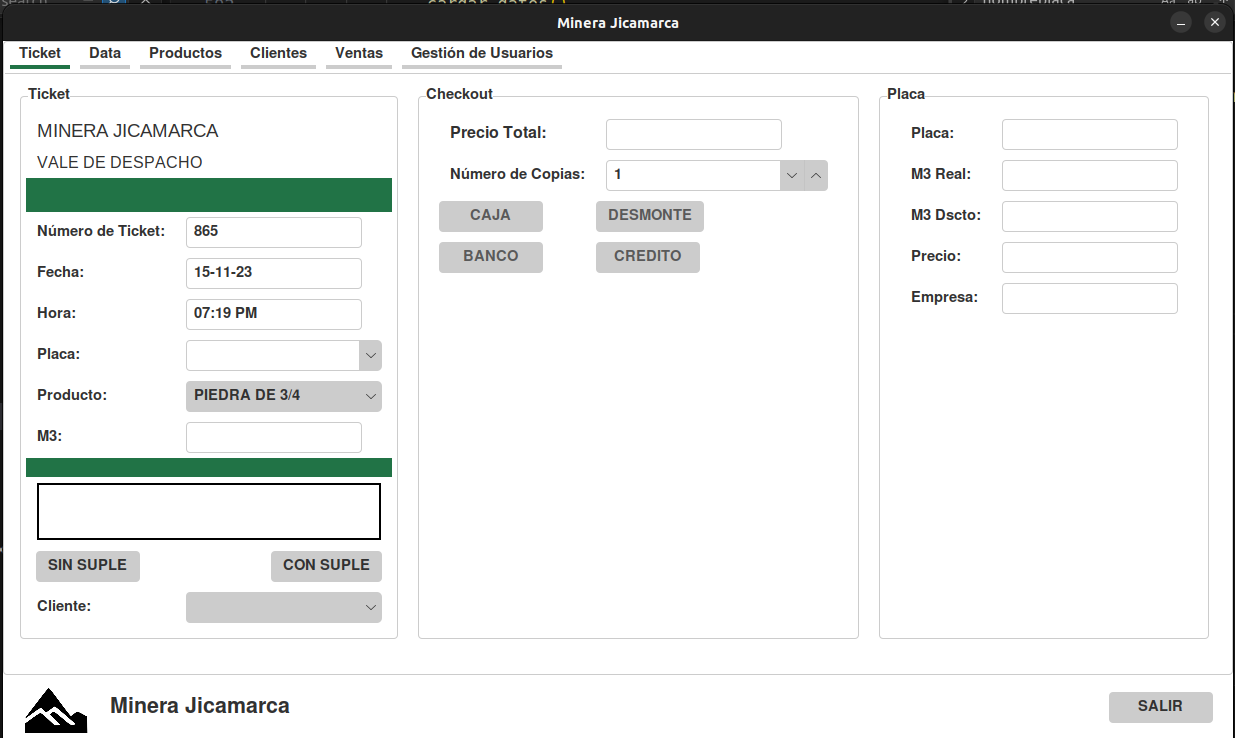 cargar_datos()
Minera Jicamarca
Ticket Data Productos Clientes Ventas Gestión de Usuarios
Ticket
MINERA JICAMARCA
VALE DE DESPACHO
Número de Ticket: 865
Fecha: 15-11-23
Hora: 07:19 PM
Placa:
Producto: PIEDRA DE 3/4
M3:
SIN SUPLE CON SUPLE
Cliente:
Checkout
Precio Total:
Número de Copias: 1
CAJA DESMONTE
BANCO CREDITO
Placa
Placa:
M3 Real:
M3 Dscto:
Precio:
Empresa:
Minera Jicamarca
SALIR